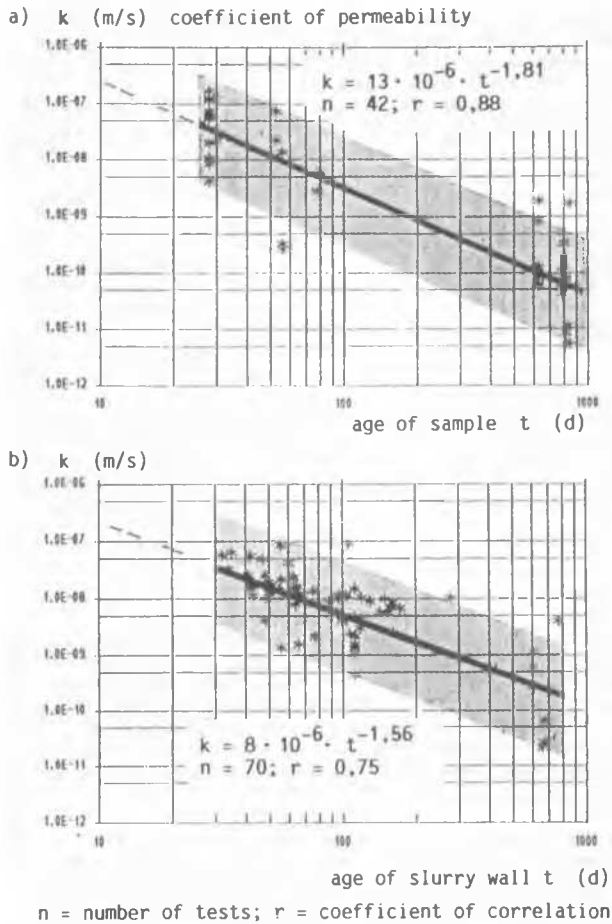 a) k (m/s) coefficient of permeability
1.0E-06
k = 13 · 10⁻⁶ · t⁻¹,⁸¹
n = 42; r = 0,88
1.0E-07
1.0E-08
1.0E-09
1.0E-10
1.0E-11
1.0E-12
10 100 1000
age of sample t (d)
b) k (m/s)
1.0E-06
1.0E-07
1.0E-08
1.0E-09
1.0E-10
k = 8 · 10⁻⁶ · t⁻¹,⁵⁶
n = 70; r = 0,75
1.0E-11
1.0E-12
10 100 1000
age of slurry wall t (d)
n = number of tests; r = coefficient of correlation